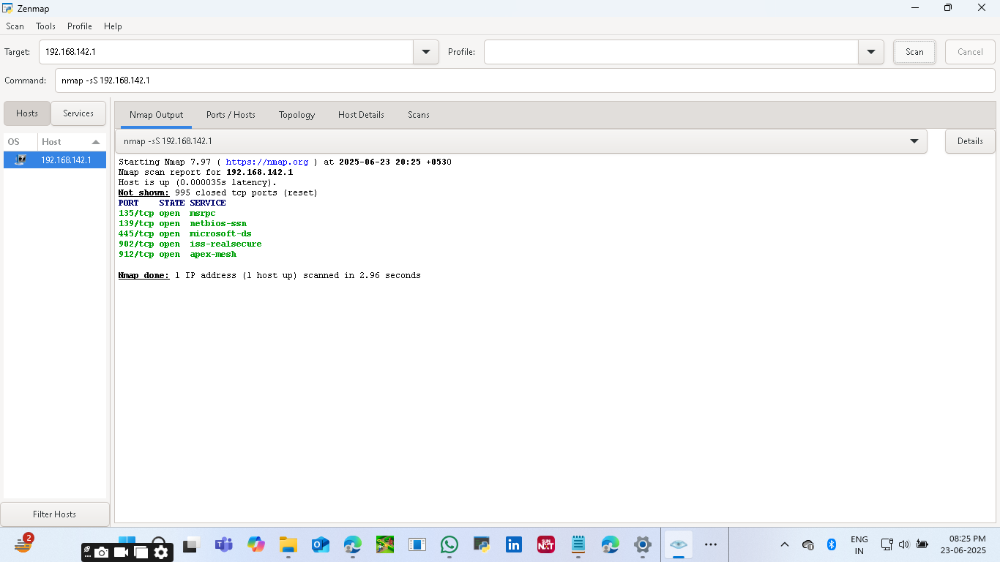 Zenmap
Scan Tools Profile Help
Target: 192.168.142.1 Profile: Scan Cancel
Command: nmap -sS 192.168.142.1
Hosts Services Nmap Output Ports / Hosts Topology Host Details Scans
OS Host nmap -sS 192.168.142.1 Details
192.168.142.1
Starting Nmap 7.97 ( https://nmap.org ) at 2025-06-23 20:25 +0530
Nmap scan report for 192.168.142.1
Host is up (0.000035s latency).
Not shown: 995 closed tcp ports (reset)
PORT STATE SERVICE
135/tcp open msrpc
139/tcp open netbios-ssn
445/tcp open microsoft-ds
902/tcp open iss-realsecure
912/tcp open apex-mesh
Nmap done: 1 IP address (1 host up) scanned in 2.96 seconds
Filter Hosts
2
SUN
NXT
in
ENG
IN
08:25 PM
23-06-2025